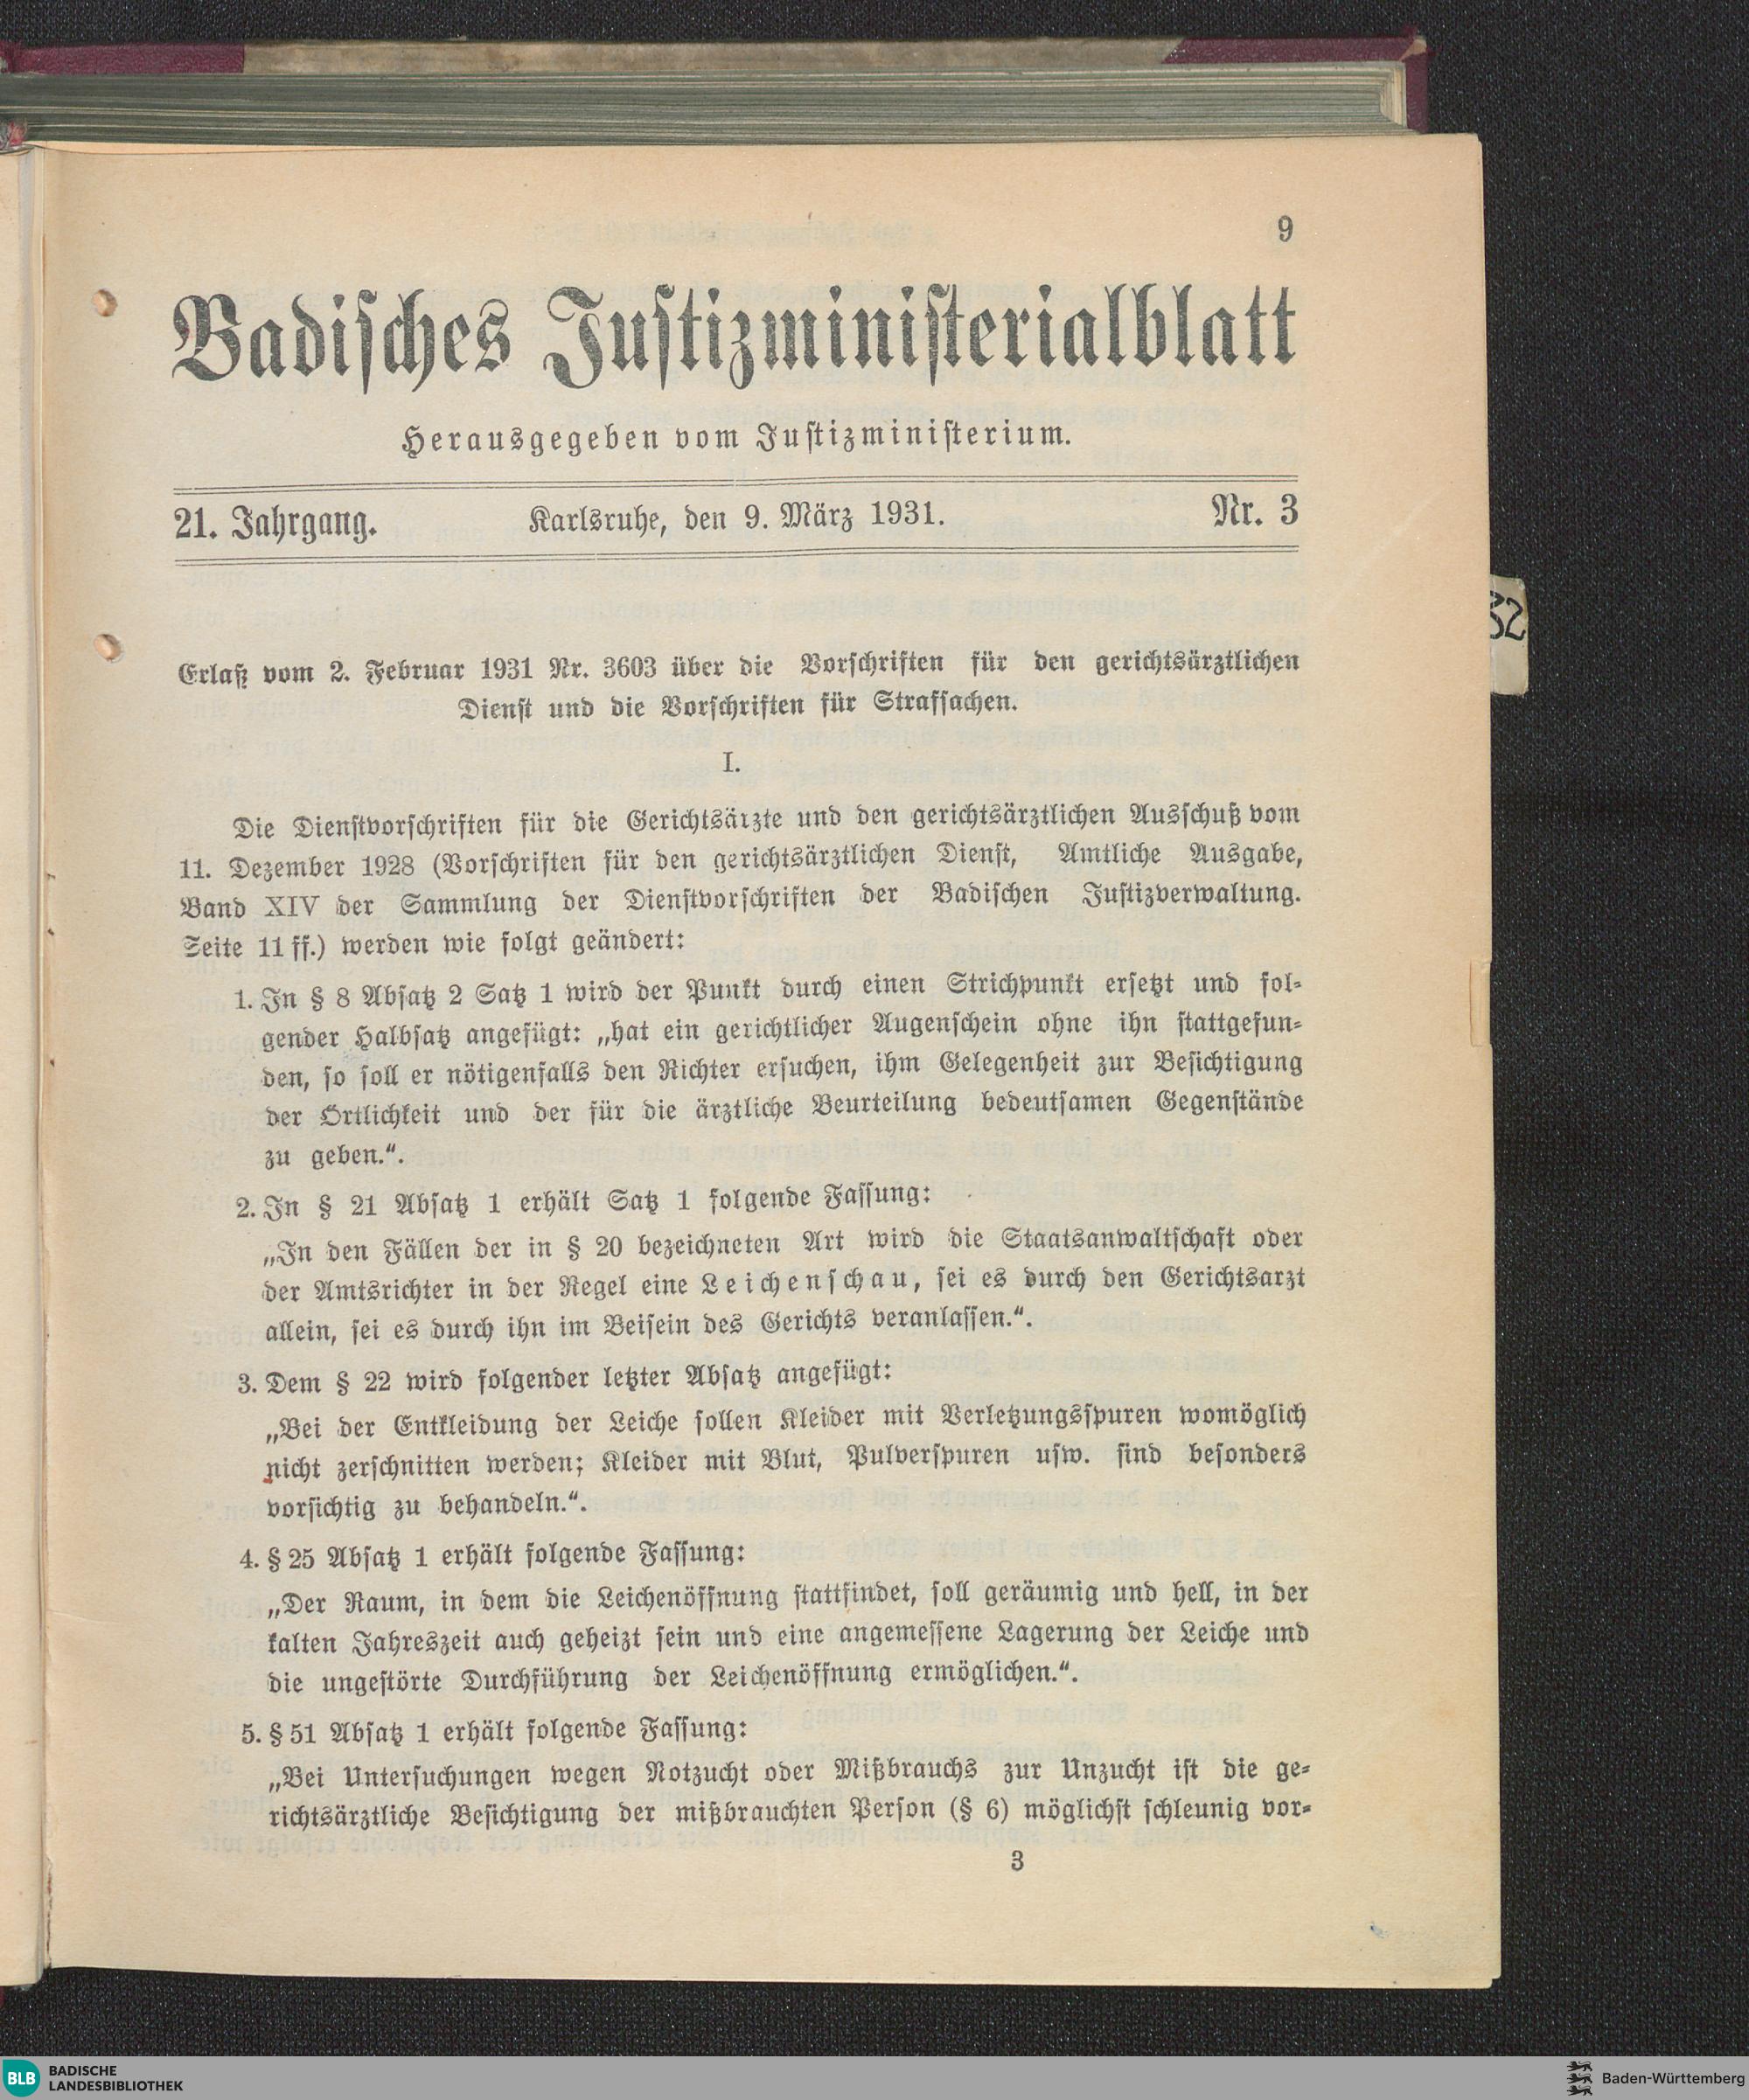 9
Badisches Justizministerialblatt
Herausgegeben vom Justizministerium.
21. Jahrgang. Karlsruhe, den 9. März 1931. Nr. 3
Erlaß vom 2. Februar 1931 Nr. 3603 über die Vorschriften für den gerichtsärztlichen
Dienst und die Vorschriften für Strafsachen.
I.
Die Dienstvorschriften für die Gerichtsärzte und den gerichtsärztlichen Ausschuß vom
11. Dezember 1928 (Vorschriften für den gerichtsärztlichen Dienst, Amtliche Ausgabe,
Band XIV der Sammlung der Dienstvorschriften der Badischen Justizverwaltung.
Seite 11 ff.) werden wie folgt geändert:
1. In § 8 Absatz 2 Satz 1 wird der Punkt durch einen Strichpunkt ersetzt und fol-
gender Halbsatz angefügt: „hat ein gerichtlicher Augenschein ohne ihn stattgefun-
den, so soll er nötigenfalls den Richter ersuchen, ihm Gelegenheit zur Besichtigung
der Örtlichkeit und der für die ärztliche Beurteilung bedeutsamen Gegenstände
zu geben.“.
2. In § 21 Absatz 1 erhält Satz 1 folgende Fassung:
„In den Fällen der in § 20 bezeichneten Art wird die Staatsanwaltschaft oder
der Amtsrichter in der Regel eine Leichenschau, sei es durch den Gerichtsarzt
allein, sei es durch ihn im Beisein des Gerichts veranlassen.“.
3. Dem § 22 wird folgender letzter Absatz angefügt:
„Bei der Entkleidung der Leiche sollen Kleider mit Verletzungsspuren womöglich
nicht zerschnitten werden; Kleider mit Blut, Pulverspuren usw. sind besonders
vorsichtig zu behandeln.“.
4. § 25 Absatz 1 erhält folgende Fassung:
„Der Raum, in dem die Leichenöffnung stattfindet, soll geräumig und hell, in der
kalten Jahreszeit auch geheizt sein und eine angemessene Lagerung der Leiche und
die ungestörte Durchführung der Leichenöffnung ermöglichen.“.
5. § 51 Absatz 1 erhält folgende Fassung:
„Bei Untersuchungen wegen Notzucht oder Mißbrauchs zur Unzucht ist die ge-
richtsärztliche Besichtigung der mißbrauchten Person (§ 6) möglichst schleunig vor-
3
32
BLB BADISCHE
LANDESBIBLIOTHEK
Baden-Württemberg